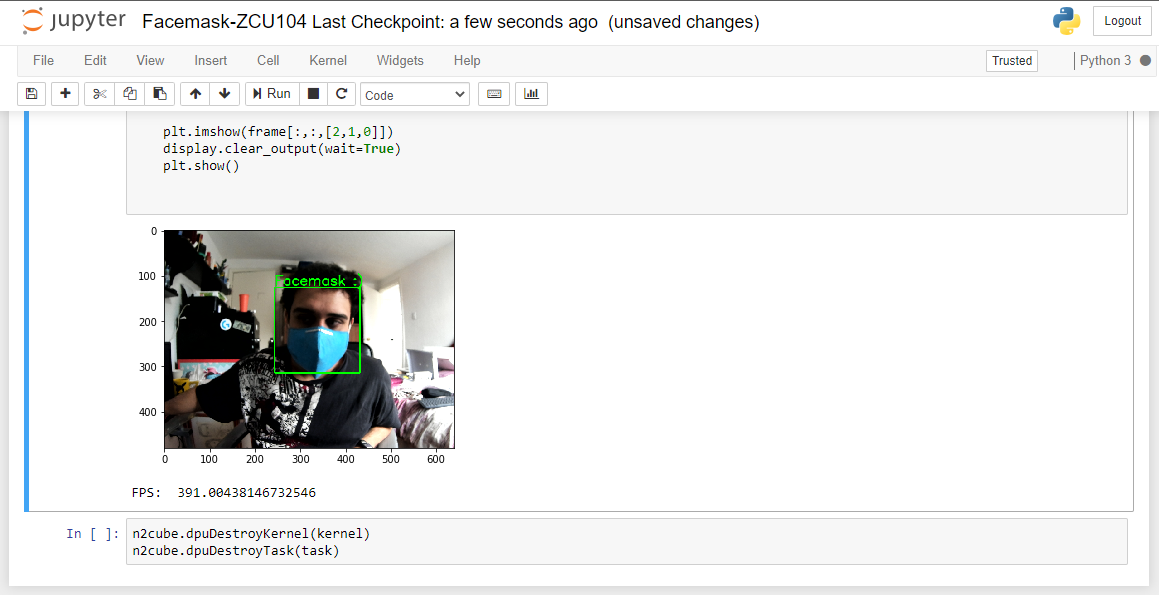 jupyter Facemask-ZCU104 Last Checkpoint: a few seconds ago (unsaved changes) Logout
File Edit View Insert Cell Kernel Widgets Help Trusted Python 3
Run Code
plt.imshow(frame[:,:,[2,1,0]])
display.clear_output(wait=True)
plt.show()
0
100
200
300
400
Facemask :)
0 100 200 300 400 500 600
FPS: 391.00438146732546
In [ ]: n2cube.dpuDestroyKernel(kernel)
n2cube.dpuDestroyTask(task)